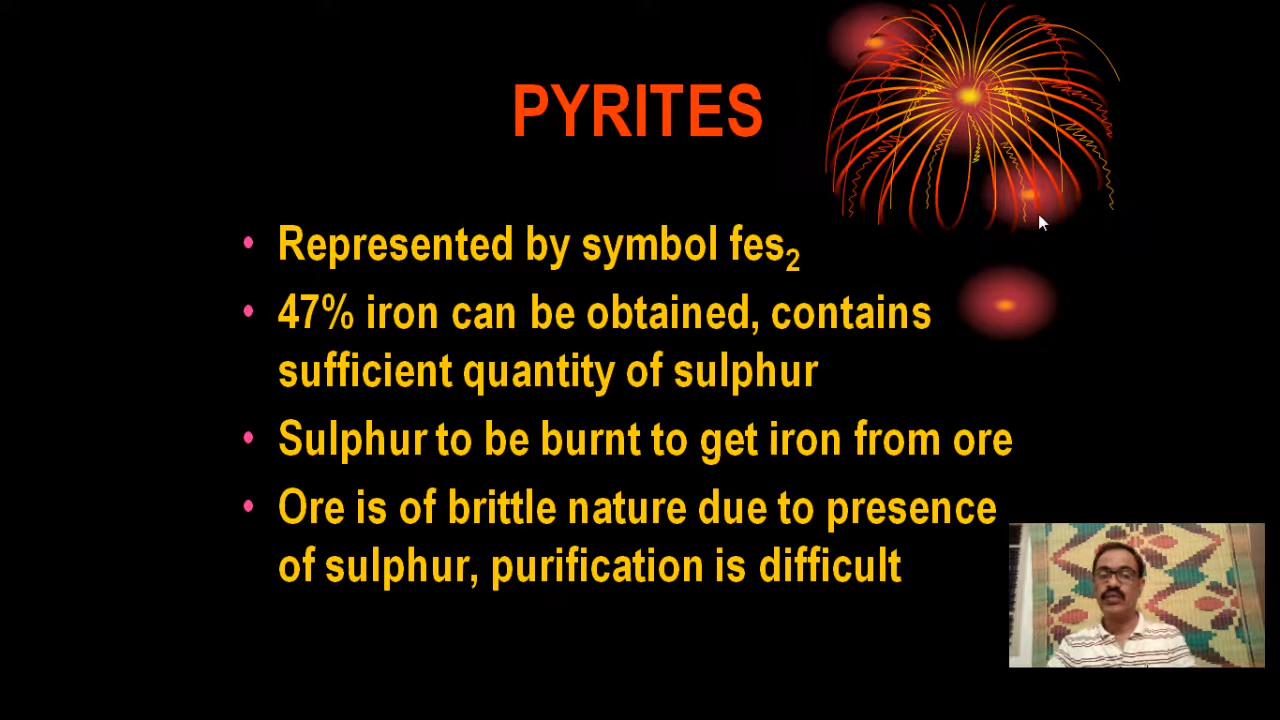 PYRITES
• Represented by symbol fes₂
• 47% iron can be obtained, contains
sufficient quantity of sulphur
• Sulphur to be burnt to get iron from ore
• Ore is of brittle nature due to presence
of sulphur, purification is difficult